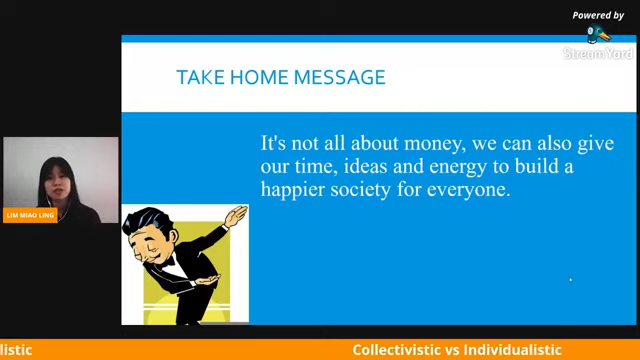 Powered by
StreamYard
TAKE HOME MESSAGE
It's not all about money, we can also give
our time, ideas and energy to build a
happier society for everyone.
LIM MIAO LING
listic
Collectivistic vs Individualistic